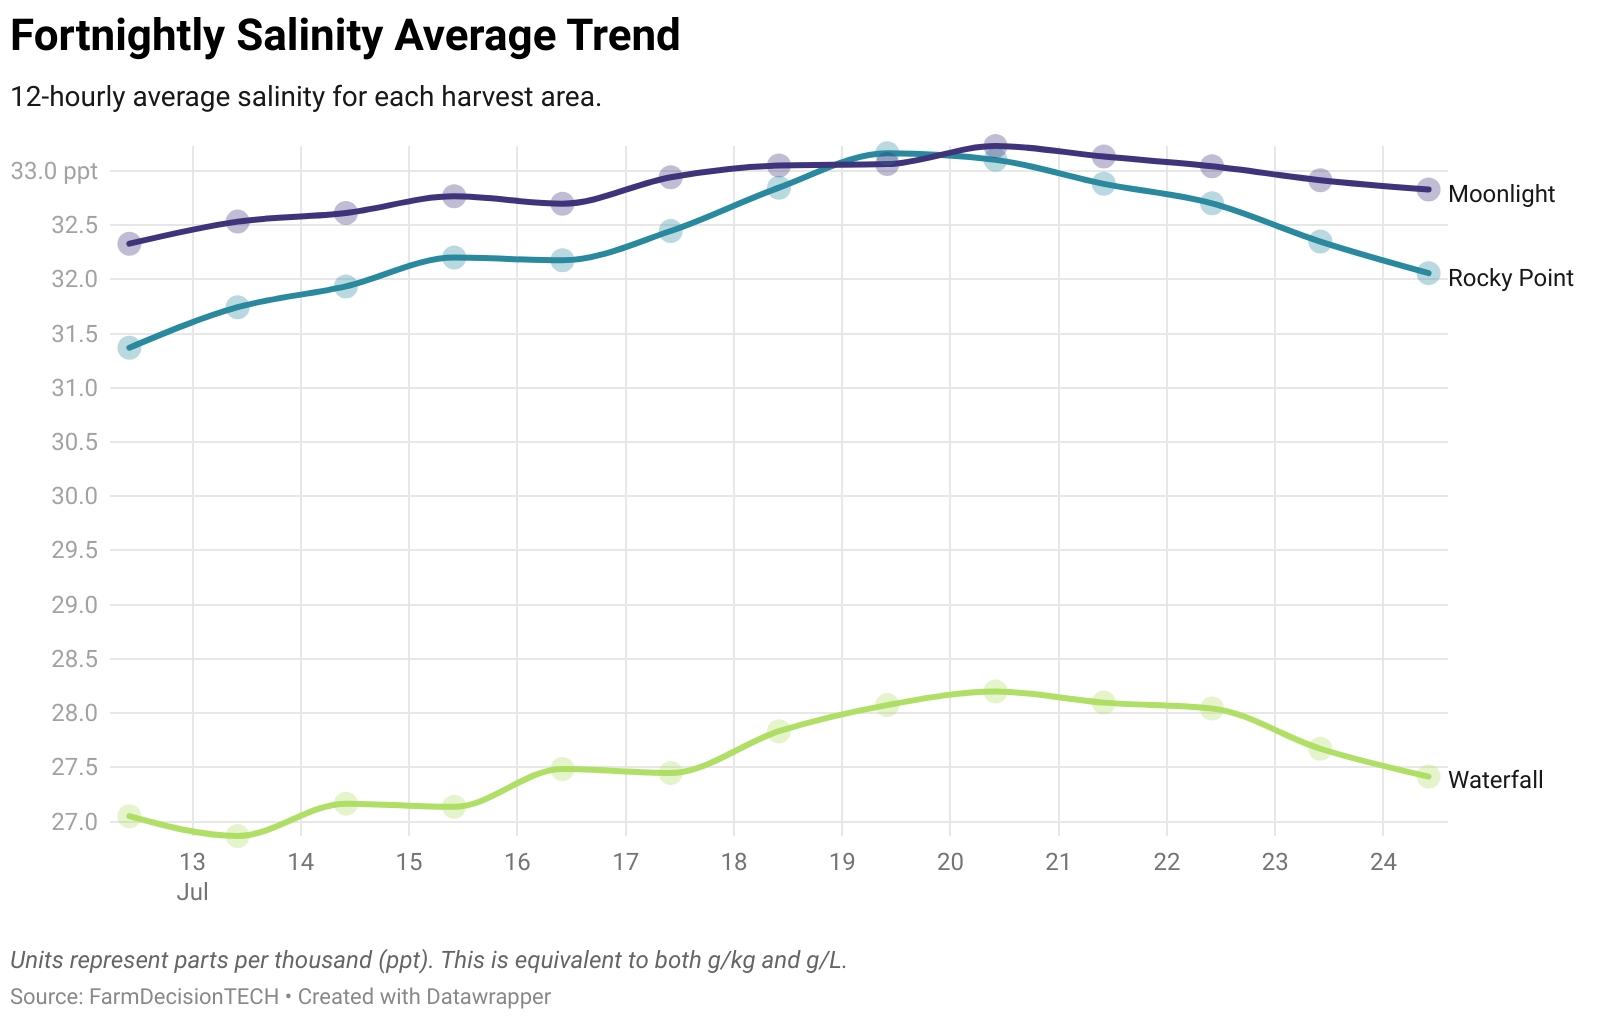 Fortnightly Salinity Average Trend
12-hourly average salinity for each harvest area.
33.0 ppt
32.5
32.0
31.5
31.0
30.5
30.0
29.5
29.0
28.5
28.0
27.5
27.0
Moonlight
Rocky Point
Waterfall
13 14 15 16 17 18 19 20 21 22 23 24
Jul
Units represent parts per thousand (ppt). This is equivalent to both g/kg and g/L.
Source: FarmDecisionTECH • Created with Datawrapper